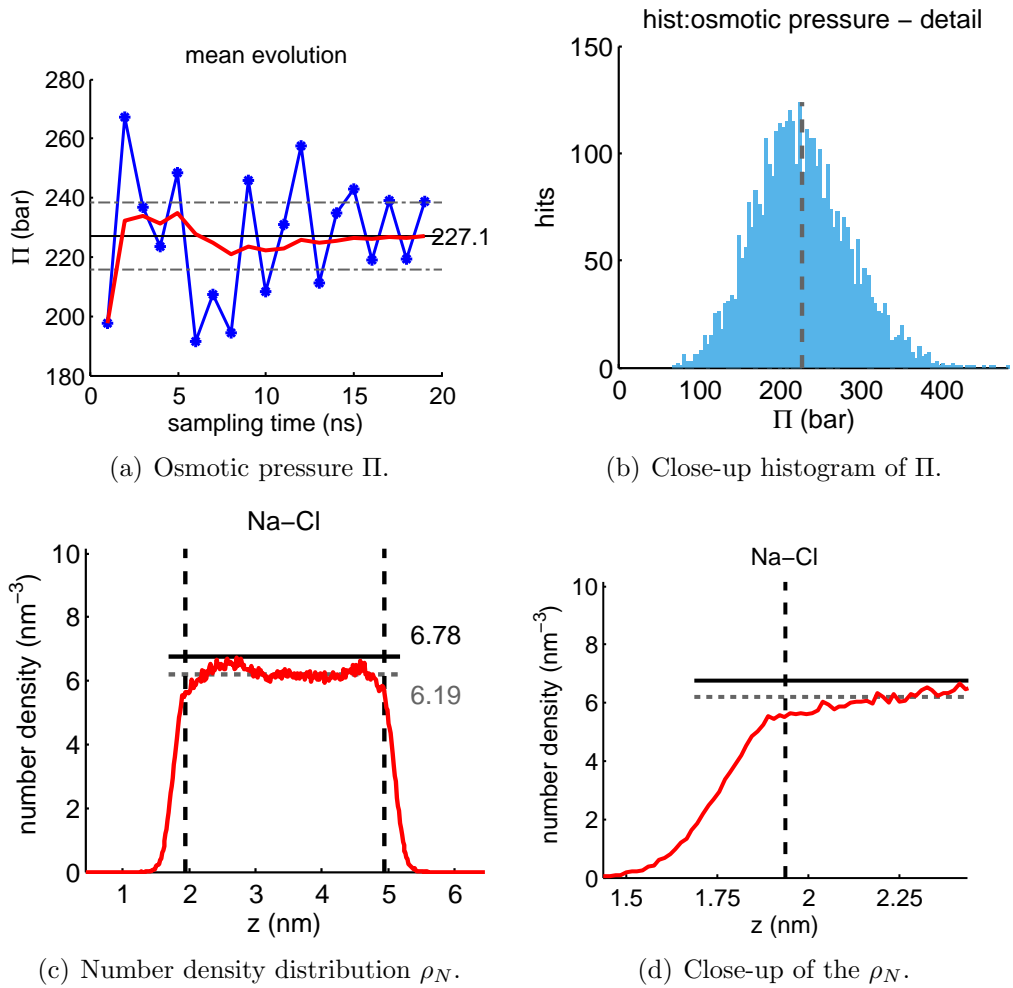 mean evolution
280
260
240
220
200
180
Π (bar)
227.1
0 5 10 15 20
sampling time (ns)
(a) Osmotic pressure Π.
hist:osmotic pressure − detail
150
100
50
0
hits
0 100 200 300 400
Π (bar)
(b) Close-up histogram of Π.
Na−Cl
10
8
6
4
2
0
number density (nm⁻³)
6.78
6.19
1 2 3 4 5 6
z (nm)
(c) Number density distribution ρ_N.
Na−Cl
10
8
6
4
2
0
number density (nm⁻³)
1.5 1.75 2 2.25
z (nm)
(d) Close-up of the ρ_N.